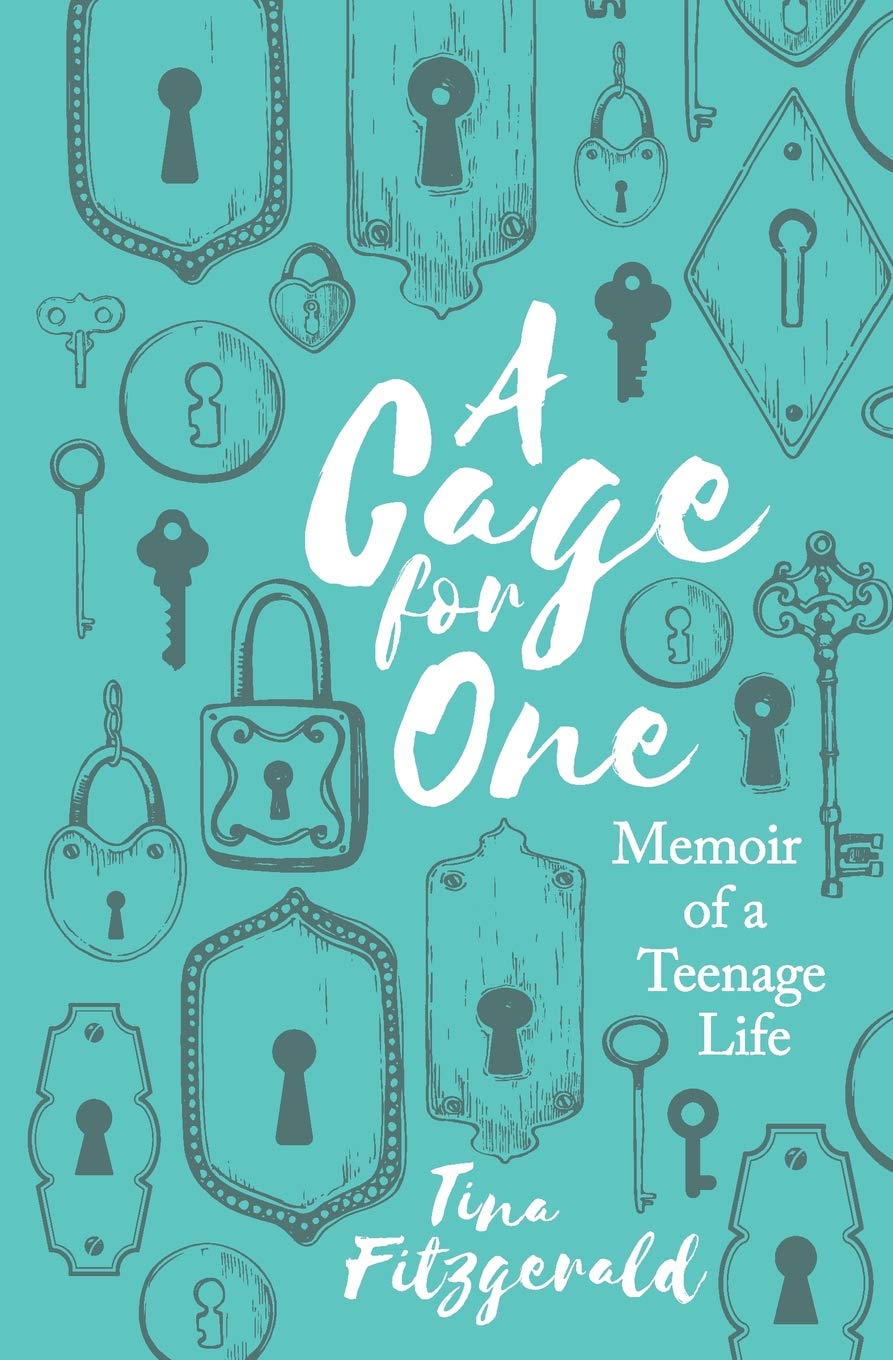 A
Cage
for
One
Memoir
of a
Teenage
Life
Tina
Fitzgerald